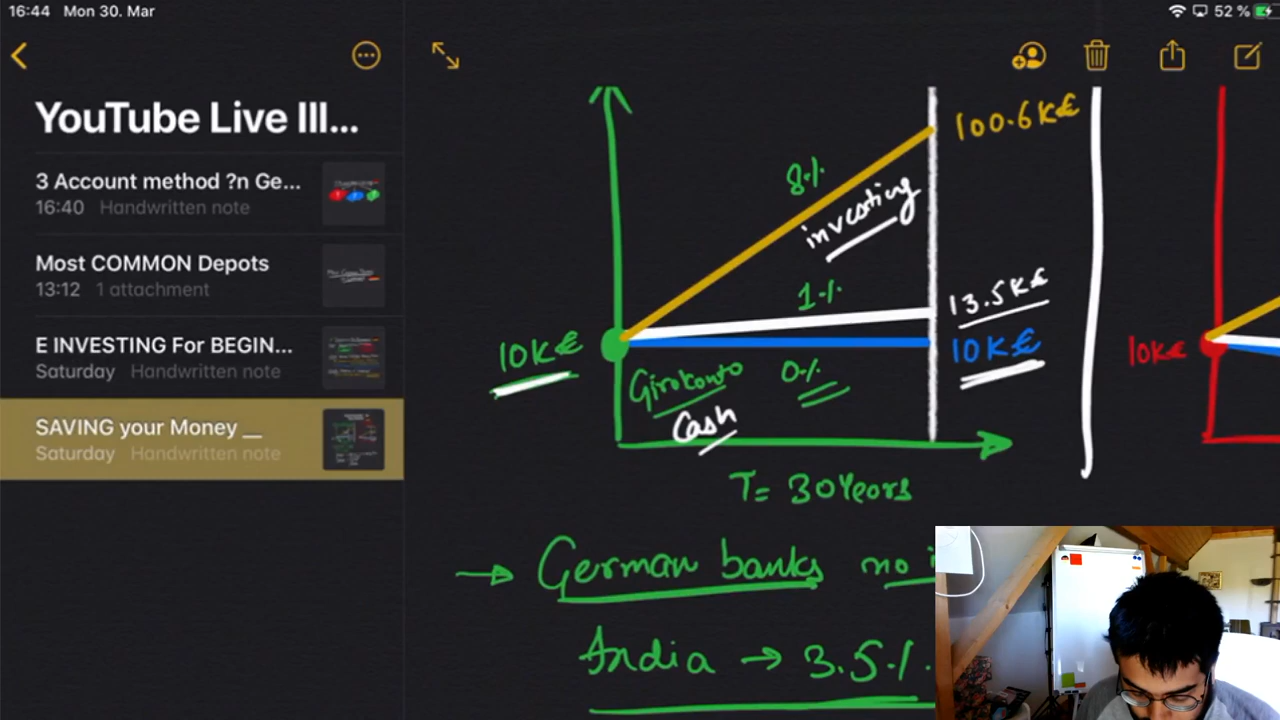 16:44 Mon 30. Mar
52 %
YouTube Live Ill...
3 Account method ?n Ge...
16:40 Handwritten note
Most COMMON Depots
13:12 1 attachment
E INVESTING For BEGIN...
Saturday Handwritten note
SAVING your Money __
Saturday Handwritten note
100.6K€
8%
investing
1%
13.5K€
10K€
10K€
10K€
Girokonto
0%
Cash
T= 30Years
→ German banks no
India → 3.5%.